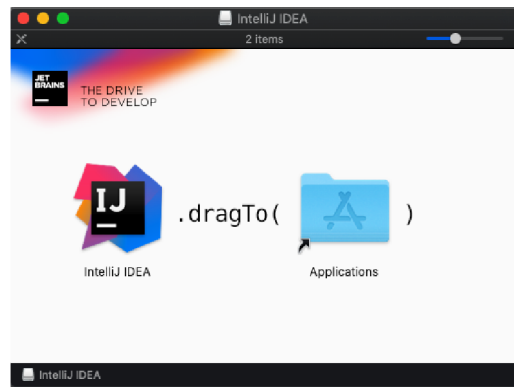 IntelliJ IDEA
2 items
JET
BRAINS
THE DRIVE
TO DEVELOP
IJ
.dragTo( )
IntelliJ IDEA
Applications
IntelliJ IDEA